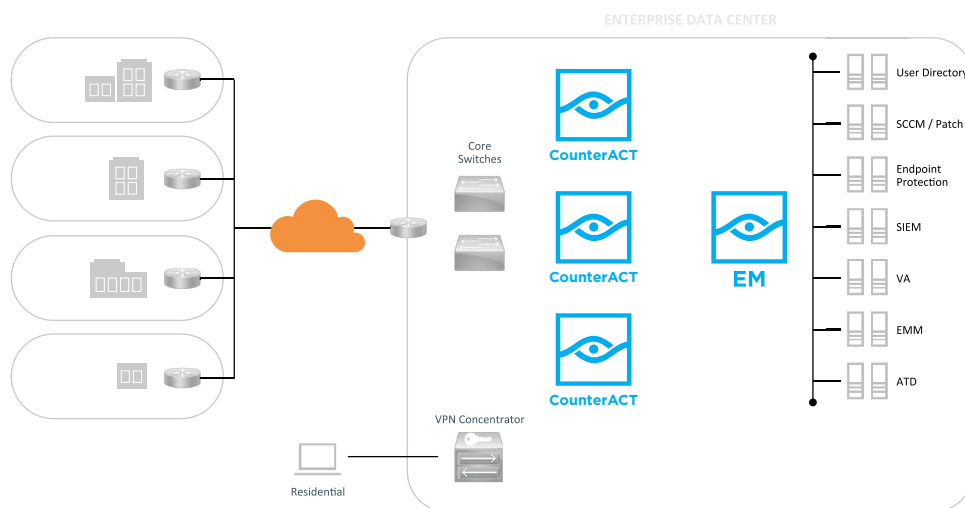 ENTERPRISE DATA CENTER
Core
Switches
CounterACT
CounterACT
CounterACT
EM
User Directory
SCCM / Patch
Endpoint
Protection
SIEM
VA
EMM
ATD
VPN Concentrator
Residential